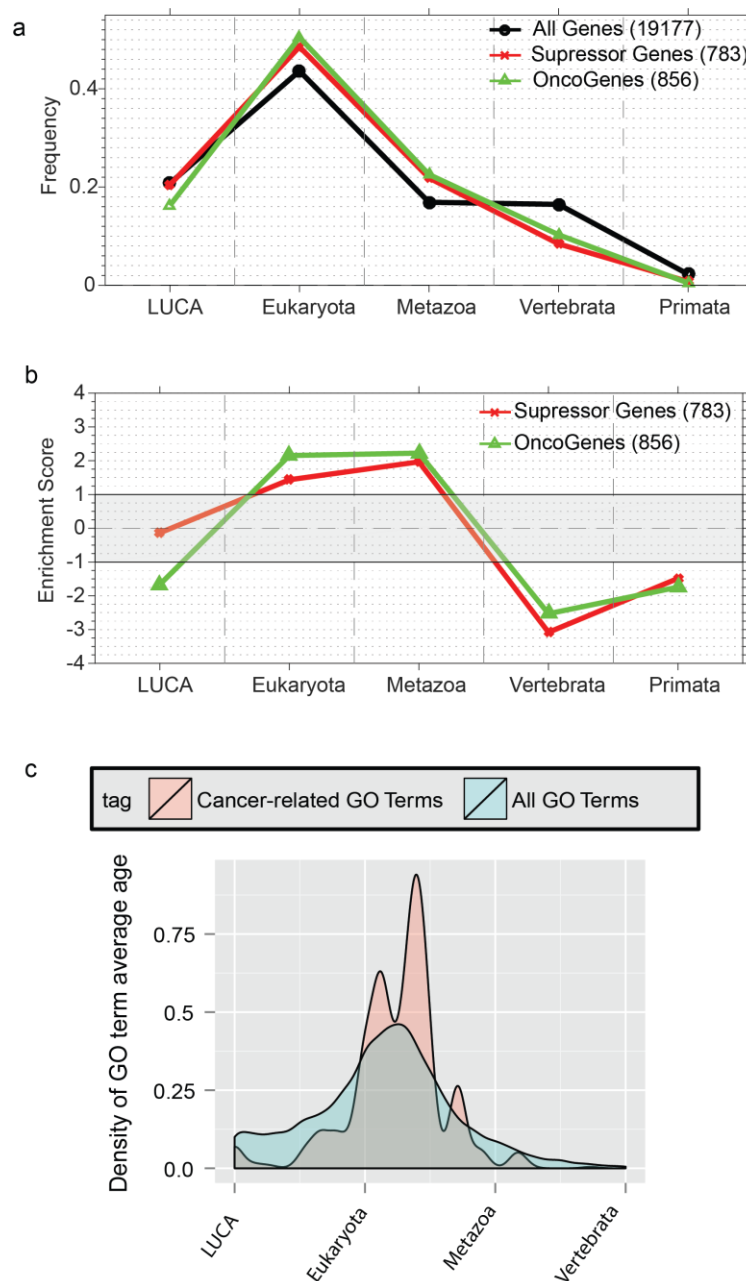 a
All Genes (19177)
Supressor Genes (783)
OncoGenes (856)
Frequency
0.4
0.2
0
LUCA Eukaryota Metazoa Vertebrata Primata
b
Supressor Genes (783)
OncoGenes (856)
Enrichment Score
4
3
2
1
0
-1
-2
-3
-4
LUCA Eukaryota Metazoa Vertebrata Primata
c
tag Cancer-related GO Terms All GO Terms
Density of GO term average age
0.75
0.5
0.25
0.0
LUCA Eukaryota Metazoa Vertebrata